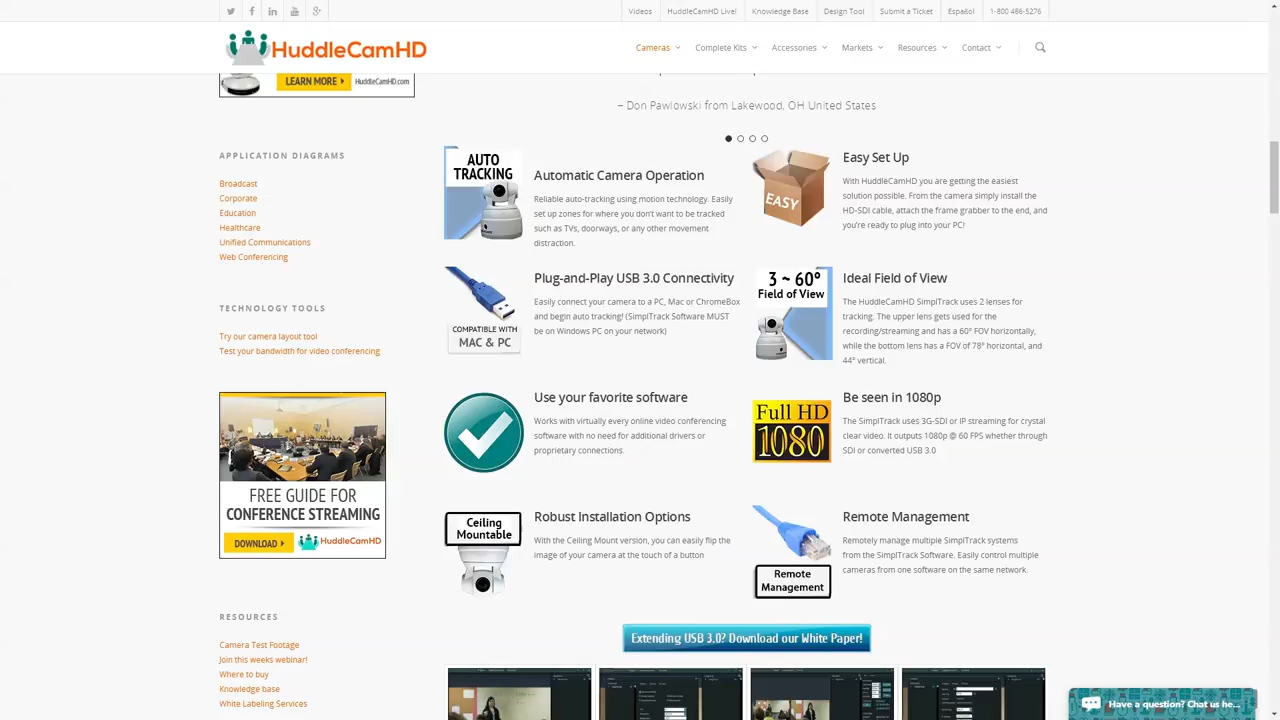 Videos
HuddleCamHD Live!
Knowledge Base
Design Tool
Submit a Ticket
Español
1-800 486-5276
HuddleCamHD
Cameras
Complete Kits
Accessories
Markets
Resources
Contact
LEARN MORE
HuddleCamHD.com
– Don Pawlowski from Lakewood, OH United States
APPLICATION DIAGRAMS
Broadcast
Corporate
Education
Healthcare
Unified Communications
Web Conferencing
TECHNOLOGY TOOLS
Try our camera layout tool
Test your bandwidth for video conferencing
FREE GUIDE FOR
CONFERENCE STREAMING
DOWNLOAD
HuddleCamHD
RESOURCES
Camera Test Footage
Join this weeks webinar!
Where to buy
Knowledge base
White Labeling Services
AUTO
TRACKING
Automatic Camera Operation
Reliable auto-tracking using motion technology. Easily
set up zones for where you don't want to be tracked
such as TVs, doorways, or any other movement
distraction.
EASY
Easy Set Up
With HuddleCamHD you are getting the easiest
solution possible. From the camera simply install the
HD-SDI cable, attach the frame grabber to the end, and
you're ready to plug into your PC!
COMPATIBLE WITH
MAC & PC
Plug-and-Play USB 3.0 Connectivity
Easily connect your camera to a PC, Mac or ChromeBox
and begin auto tracking! (SimplTrack Software MUST
be on Windows PC on your network)
3 ~ 60º
Field of View
Ideal Field of View
The HuddleCamHD SimplTrack uses 2 lenses for
tracking. The upper lens gets used for the
recording/streaming and has a 60° FOV horizontally,
while the bottom lens has a FOV of 78° horizontal, and
44° vertical.
Use your favorite software
Works with virtually every online video conferencing
software with no need for additional drivers or
proprietary connections.
Full HD
1080
Be seen in 1080p
The SimplTrack uses 3G-SDI or IP streaming for crystal
clear video. It outputs 1080p @ 60 FPS whether through
SDI or converted USB 3.0
Ceiling
Mountable
Robust Installation Options
With the Ceiling Mount version, you can easily flip the
image of your camera at the touch of a button
Remote
Management
Remote Management
Remotely manage multiple SimplTrack systems
from the SimplTrack Software. Easily control multiple
cameras from one software on the same network.
Extending USB 3.0? Download our White Paper!
Have a question? Chat us he...